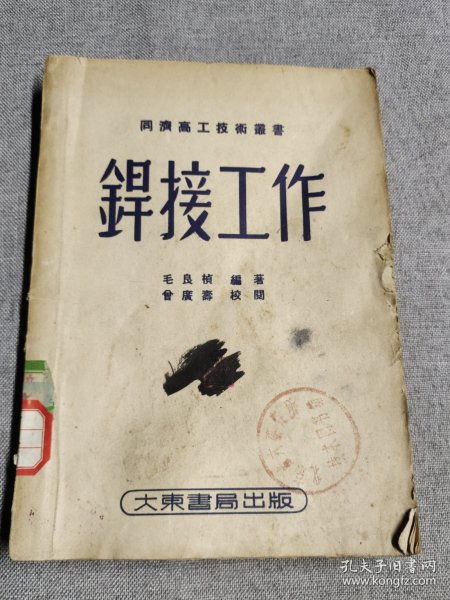 同濟高工技術叢書
銲接工作
毛良楨 編著
曾廣壽 校閱
大東書局出版
孔夫子旧书网
www.kongfz.com